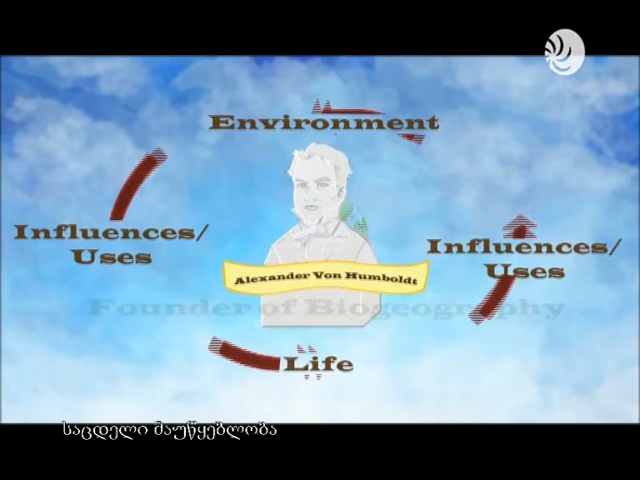 Environment
Influences/
Uses
Influences/
Uses
Alexander Von Humboldt
Founder of Biogeography
Life
საცდელი მაუწყებლობა